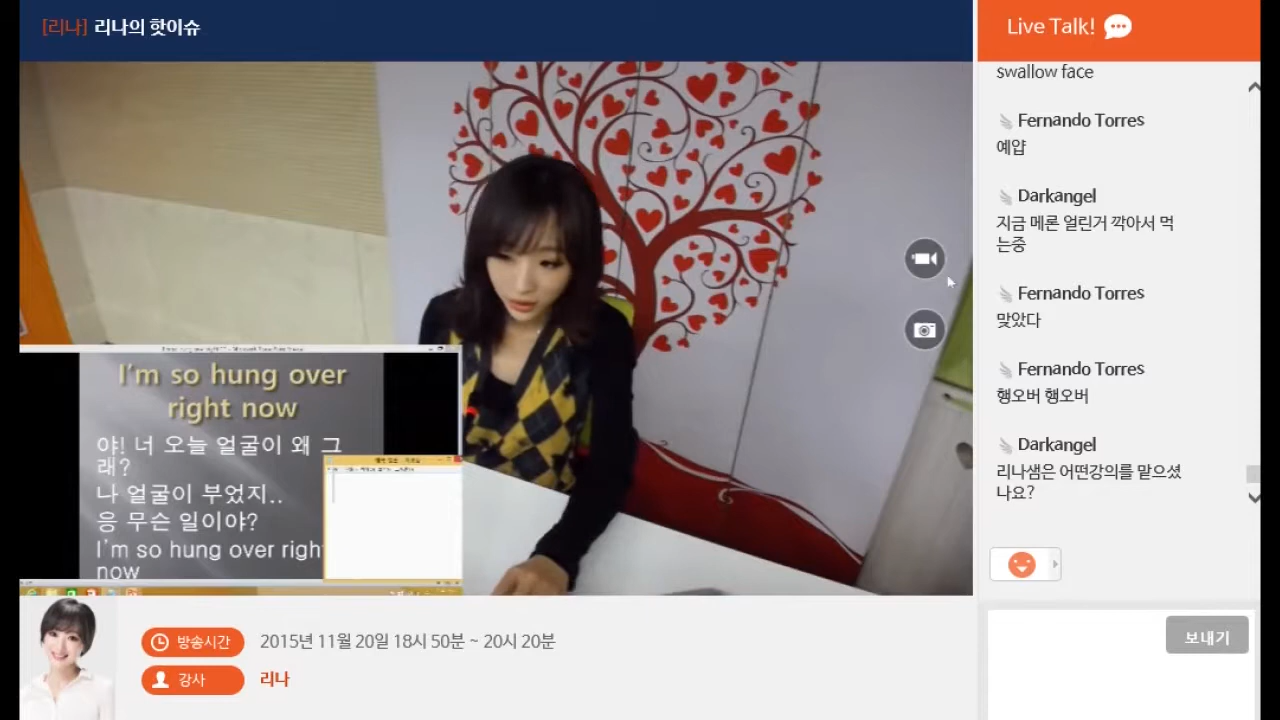 [리나] 리나의 핫이슈
Live Talk!
swallow face
Fernando Torres
예얍
Darkangel
지금 메론 얼린거 깍아서 먹
는중
Fernando Torres
맞았다
Fernando Torres
행오버 행오버
Darkangel
리나샘은 어떤강의를 맡으셨
나요?
I'm so hung over
right now
야! 너 오늘 얼굴이 왜 그
래?
나 얼굴이 부었지..
응 무슨 일이야?
I'm so hung over righ
now
방송시간 2015년 11월 20일 18시 50분 ~ 20시 20분
강사 리나
보내기